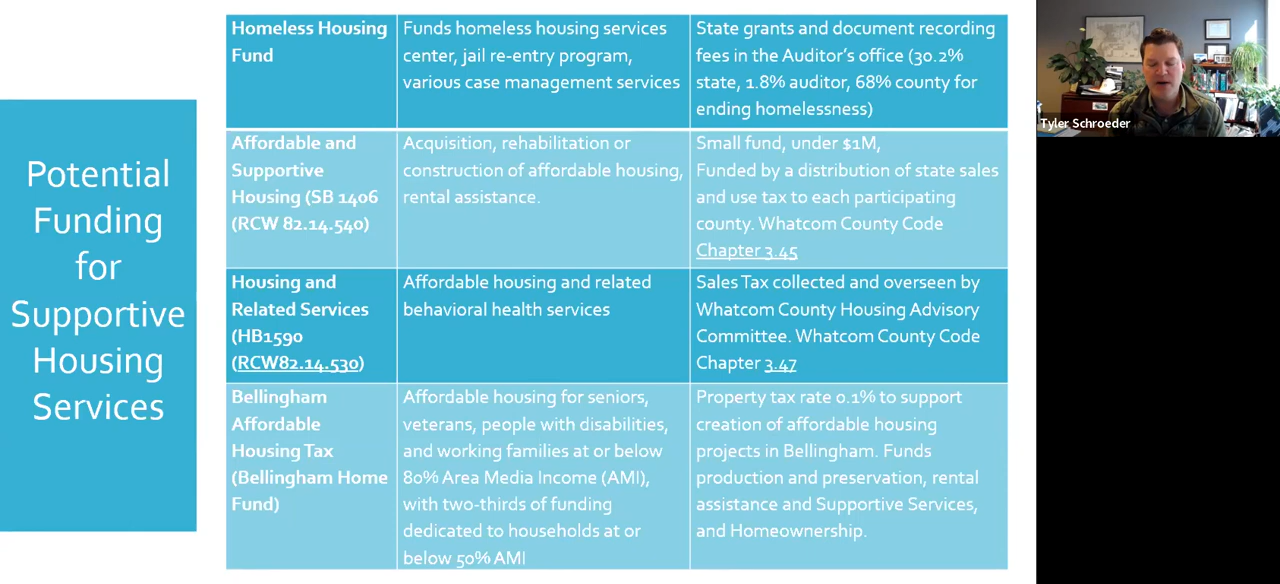 Potential
Funding
for
Supportive
Housing
Services
Homeless Housing
Fund
Funds homeless housing services
center, jail re-entry program,
various case management services
State grants and document recording
fees in the Auditor's office (30.2%
state, 1.8% auditor, 68% county for
ending homelessness)
Affordable and
Supportive
Housing (SB 1406
(RCW 82.14.540)
Acquisition, rehabilitation or
construction of affordable housing,
rental assistance.
Small fund, under $1M,
Funded by a distribution of state sales
and use tax to each participating
county. Whatcom County Code
Chapter 3.45
Housing and
Related Services
(HB1590
(RCW82.14.530)
Affordable housing and related
behavioral health services
Sales Tax collected and overseen by
Whatcom County Housing Advisory
Committee. Whatcom County Code
Chapter 3.47
Bellingham
Affordable
Housing Tax
(Bellingham Home
Fund)
Affordable housing for seniors,
veterans, people with disabilities,
and working families at or below
80% Area Media Income (AMI),
with two-thirds of funding
dedicated to households at or
below 50% AMI
Property tax rate 0.1% to support
creation of affordable housing
projects in Bellingham. Funds
production and preservation, rental
assistance and Supportive Services,
and Homeownership.
Tyler Schroeder